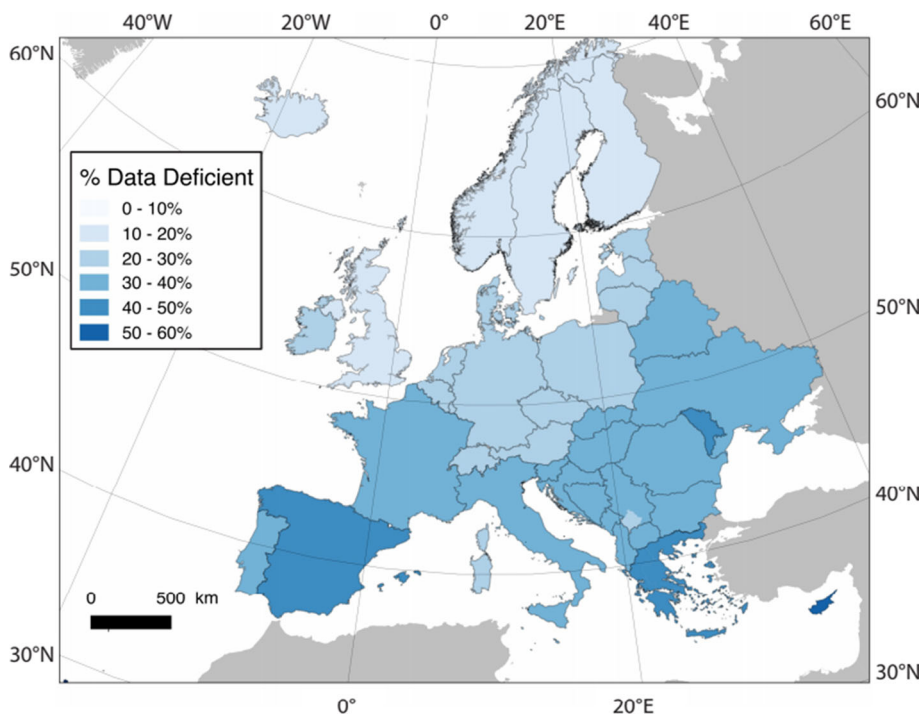 40°W 20°W 0° 20°E 40°E 60°E
60°N
60°N
% Data Deficient
0 - 10%
10 - 20%
20 - 30%
30 - 40%
40 - 50%
50 - 60%
50°N
50°N
40°N
40°N
0 500 km
30°N
30°N
0° 20°E